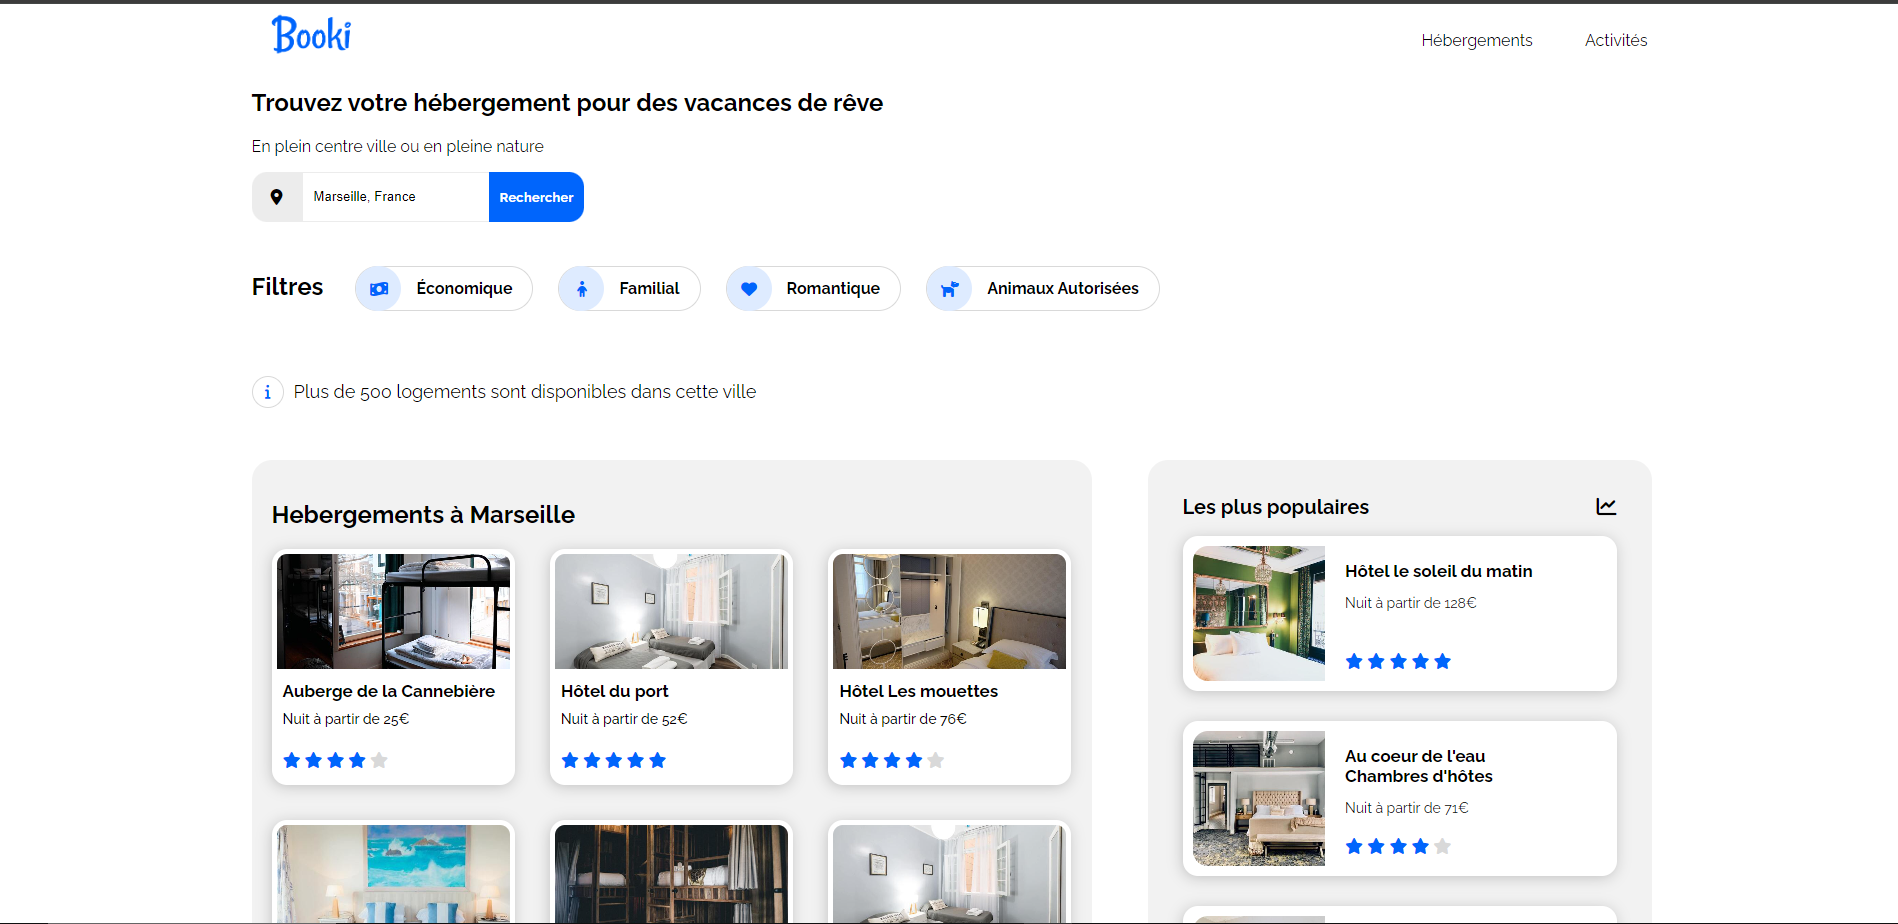 Booki
Hébergements
Activités
Trouvez votre hébergement pour des vacances de rêve
En plein centre ville ou en pleine nature
Marseille, France
Rechercher
Filtres
Économique
Familial
Romantique
Animaux Autorisées
Plus de 500 logements sont disponibles dans cette ville
Hebergements à Marseille
Auberge de la Cannebière
Nuit à partir de 25€
Hôtel du port
Nuit à partir de 52€
Hôtel Les mouettes
Nuit à partir de 76€
Les plus populaires
Hôtel le soleil du matin
Nuit à partir de 128€
Au coeur de l'eau
Chambres d'hôtes
Nuit à partir de 71€